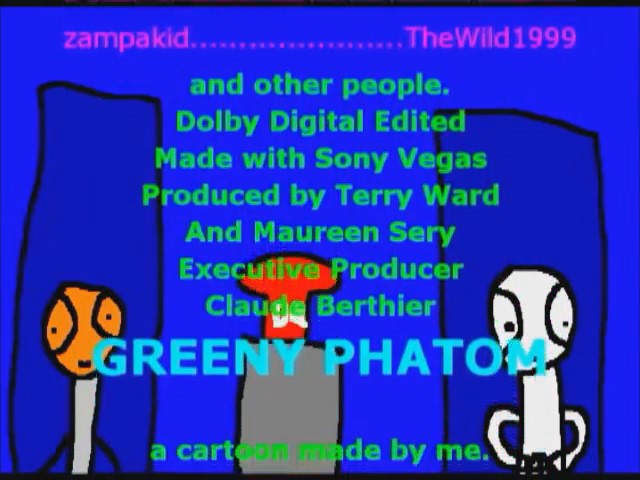 zampakid......................TheWild1999
and other people.
Dolby Digital Edited
Made with Sony Vegas
Produced by Terry Ward
And Maureen Sery
Executive Producer
Claude Berthier
GREENY PHATOM
a cartoon made by me.